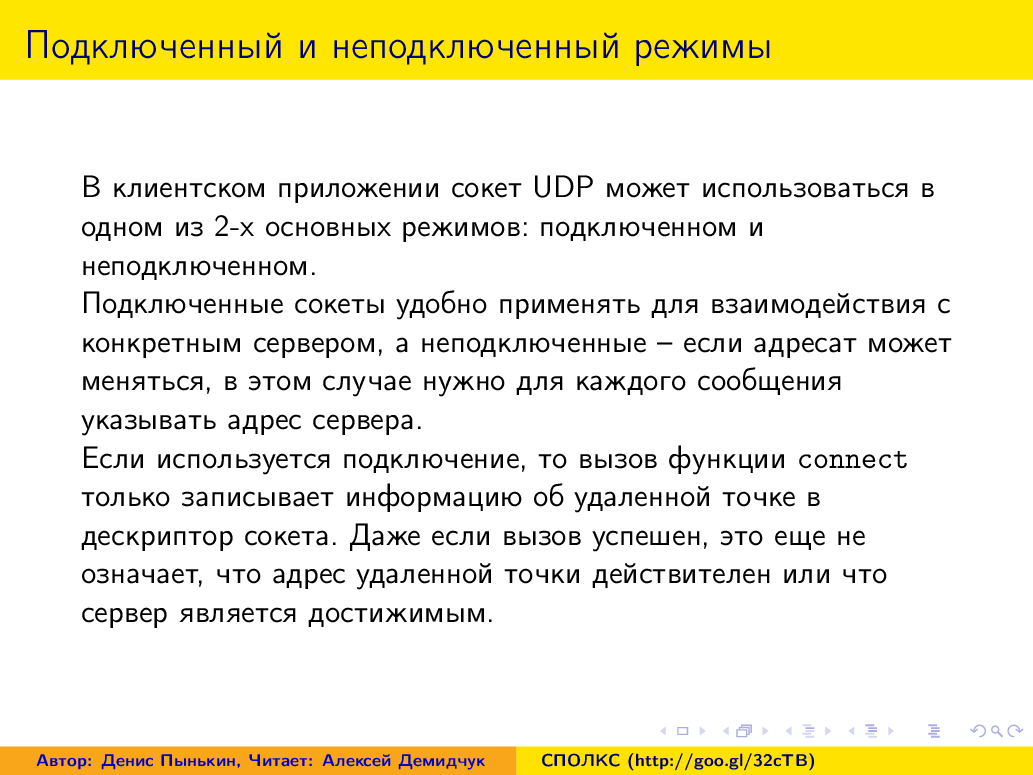 Подключенный и неподключенный режимы
В клиентском приложении сокет UDP может использоваться в
одном из 2-х основных режимов: подключенном и
неподключенном.
Подключенные сокеты удобно применять для взаимодействия с
конкретным сервером, а неподключенные – если адресат может
меняться, в этом случае нужно для каждого сообщения
указывать адрес сервера.
Если используется подключение, то вызов функции connect
только записывает информацию об удаленной точке в
дескриптор сокета. Даже если вызов успешен, это еще не
означает, что адрес удаленной точки действителен или что
сервер является достижимым.
Автор: Денис Пынькин, Читает: Алексей Демидчук
СПОЛКС (http://goo.gl/32cTB)